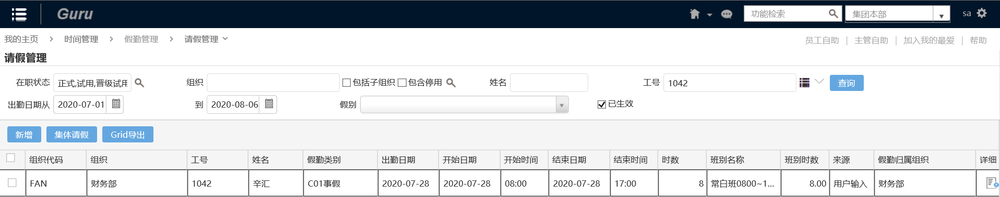 Guru 功能检索 集团本部 sa
我的主页 时间管理 假勤管理 请假管理 员工自助 | 主管自助 | 加入我的最爱 | 帮助
请假管理
在职状态 正式,试用,晋级试用 组织 包括子组织 包含停用 姓名 工号 1042 查询
出勤日期从 2020-07-01 到 2020-08-06 假别 已生效
新增 集体请假 Grid导出
组织代码 组织 工号 姓名 假勤类别 出勤日期 开始日期 开始时间 结束日期 结束时间 时数 班别名称 班别时数 来源 假勤归属组织 详细
FAN 财务部 1042 辛汇 C01事假 2020-07-28 2020-07-28 08:00 2020-07-28 17:00 8 常白班0800~1... 8.00 用户输入 财务部